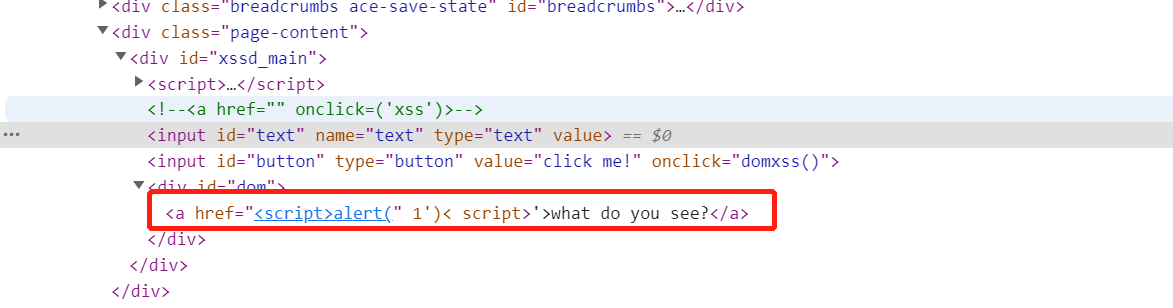 <div class="breadcrumbs ace-save-state" id="breadcrumbs">…</div>
<div class="page-content">
<div id="xssd_main">
<script>…</script>
<!--<a href="" onclick=('xss')>-->
… <input id="text" name="text" type="text" value> == $0
<input id="button" type="button" value="click me!" onclick="domxss()">
<div id="dom">
<a href="<script>alert(" 1')< script>'>what do you see?</a>
</div>
</div>
</div>